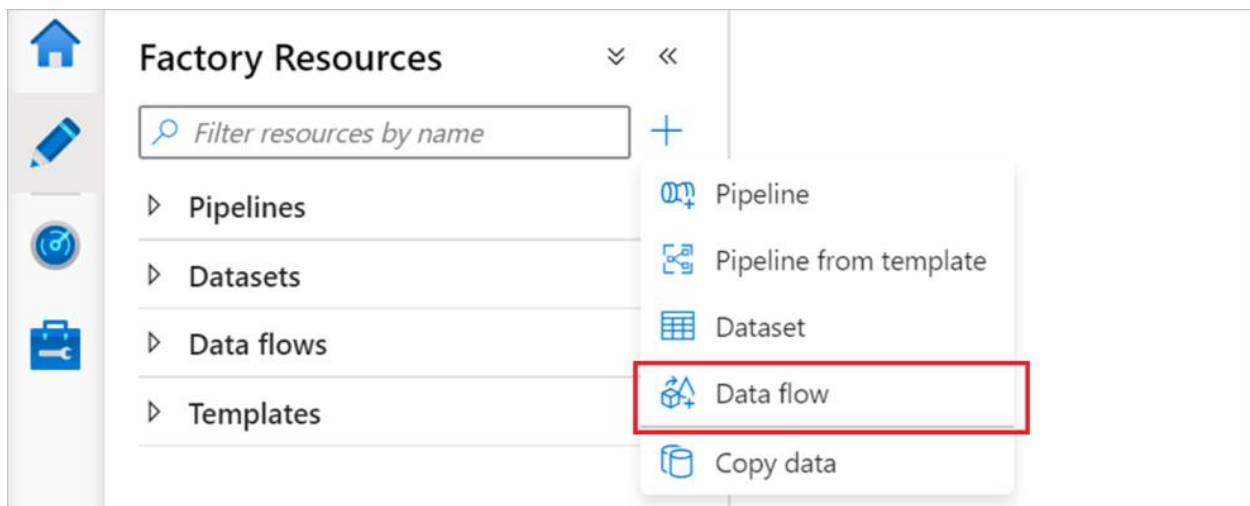 Factory Resources
Filter resources by name
Pipelines
Datasets
Data flows
Templates
Pipeline
Pipeline from template
Dataset
Data flow
Copy data